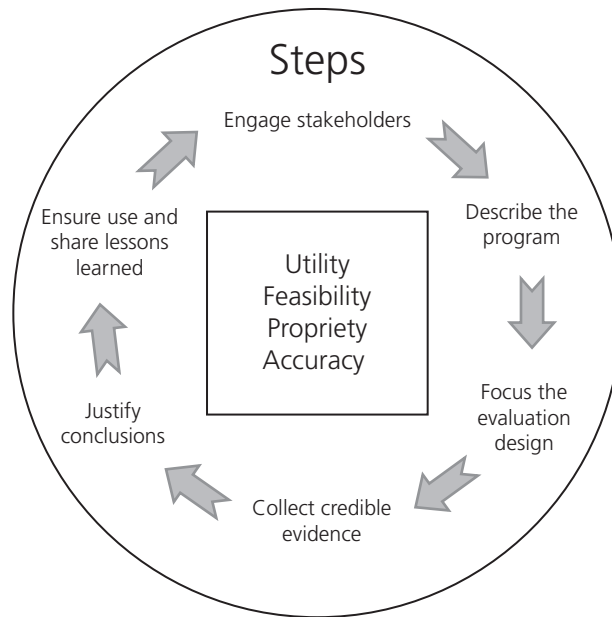 Steps
Engage stakeholders
Describe the
program
Focus the
evaluation
design
Collect credible
evidence
Justify
conclusions
Ensure use and
share lessons
learned
Utility
Feasibility
Propriety
Accuracy